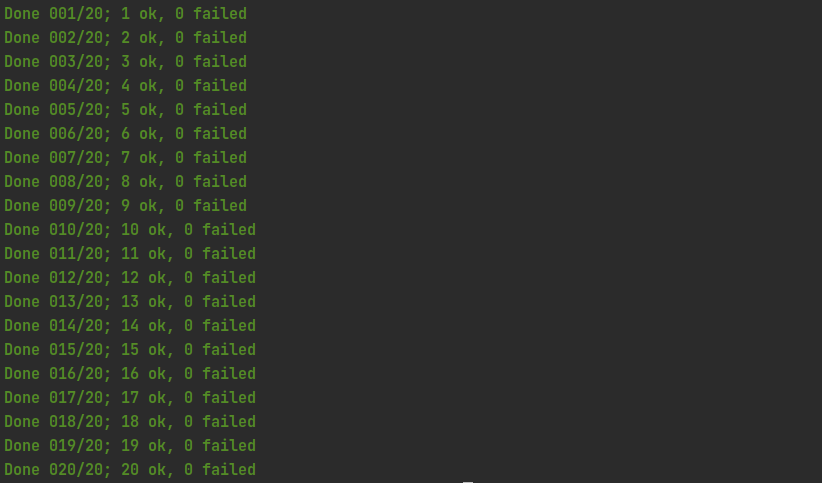 Done 001/20; 1 ok, 0 failed
Done 002/20; 2 ok, 0 failed
Done 003/20; 3 ok, 0 failed
Done 004/20; 4 ok, 0 failed
Done 005/20; 5 ok, 0 failed
Done 006/20; 6 ok, 0 failed
Done 007/20; 7 ok, 0 failed
Done 008/20; 8 ok, 0 failed
Done 009/20; 9 ok, 0 failed
Done 010/20; 10 ok, 0 failed
Done 011/20; 11 ok, 0 failed
Done 012/20; 12 ok, 0 failed
Done 013/20; 13 ok, 0 failed
Done 014/20; 14 ok, 0 failed
Done 015/20; 15 ok, 0 failed
Done 016/20; 16 ok, 0 failed
Done 017/20; 17 ok, 0 failed
Done 018/20; 18 ok, 0 failed
Done 019/20; 19 ok, 0 failed
Done 020/20; 20 ok, 0 failed